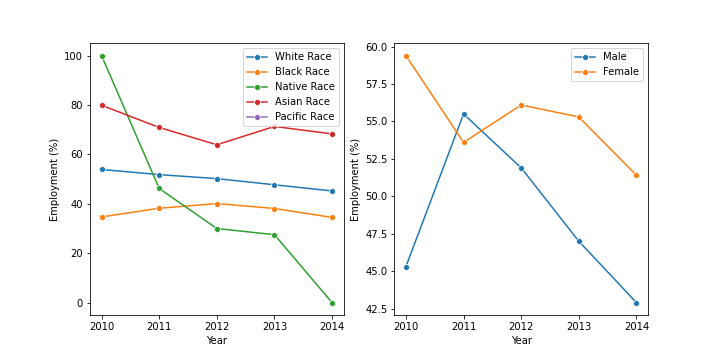 100
80
60
40
20
0
Employment (%)
2010 2011 2012 2013 2014
Year
White Race
Black Race
Native Race
Asian Race
Pacific Race
60.0
57.5
55.0
52.5
50.0
47.5
45.0
42.5
Employment (%)
2010 2011 2012 2013 2014
Year
Male
Female